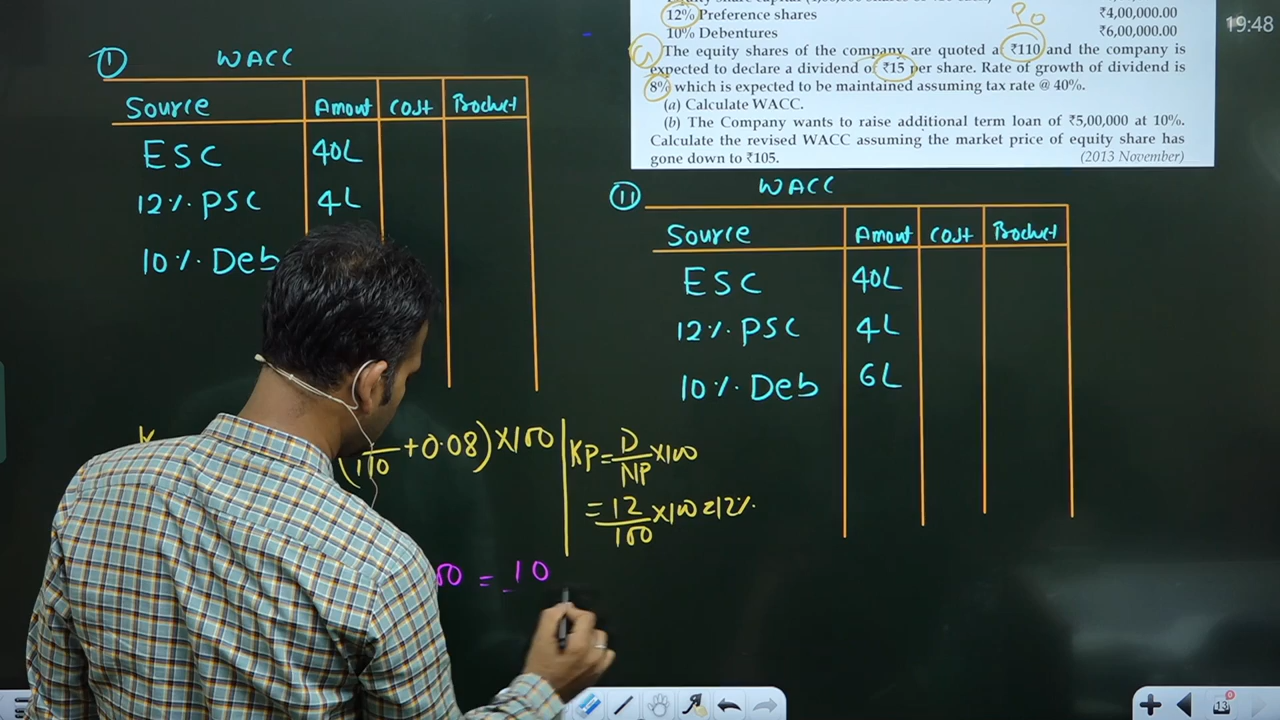 12% Preference shares ₹4,00,000.00
10% Debentures ₹6,00,000.00
The equity shares of the company are quoted a ₹110 and the company is
expected to declare a dividend of ₹15 per share. Rate of growth of dividend is
8% which is expected to be maintained assuming tax rate @ 40%.
(a) Calculate WACC.
(b) The Company wants to raise additional term loan of ₹5,00,000 at 10%.
Calculate the revised WACC assuming the market price of equity share has
gone down to ₹105. (2013 November)
P0
19:48
① WACC
Source Amount Cost Product
ESC 40L
12% PSC 4L
10% Deb
II WACC
Source Amount Cost Product
ESC 40L
12% PSC 4L
10% Deb 6L
110 +0.08) X100
KP = D/NP X100
= 12/100 X100 = 12%
00 = 10
13